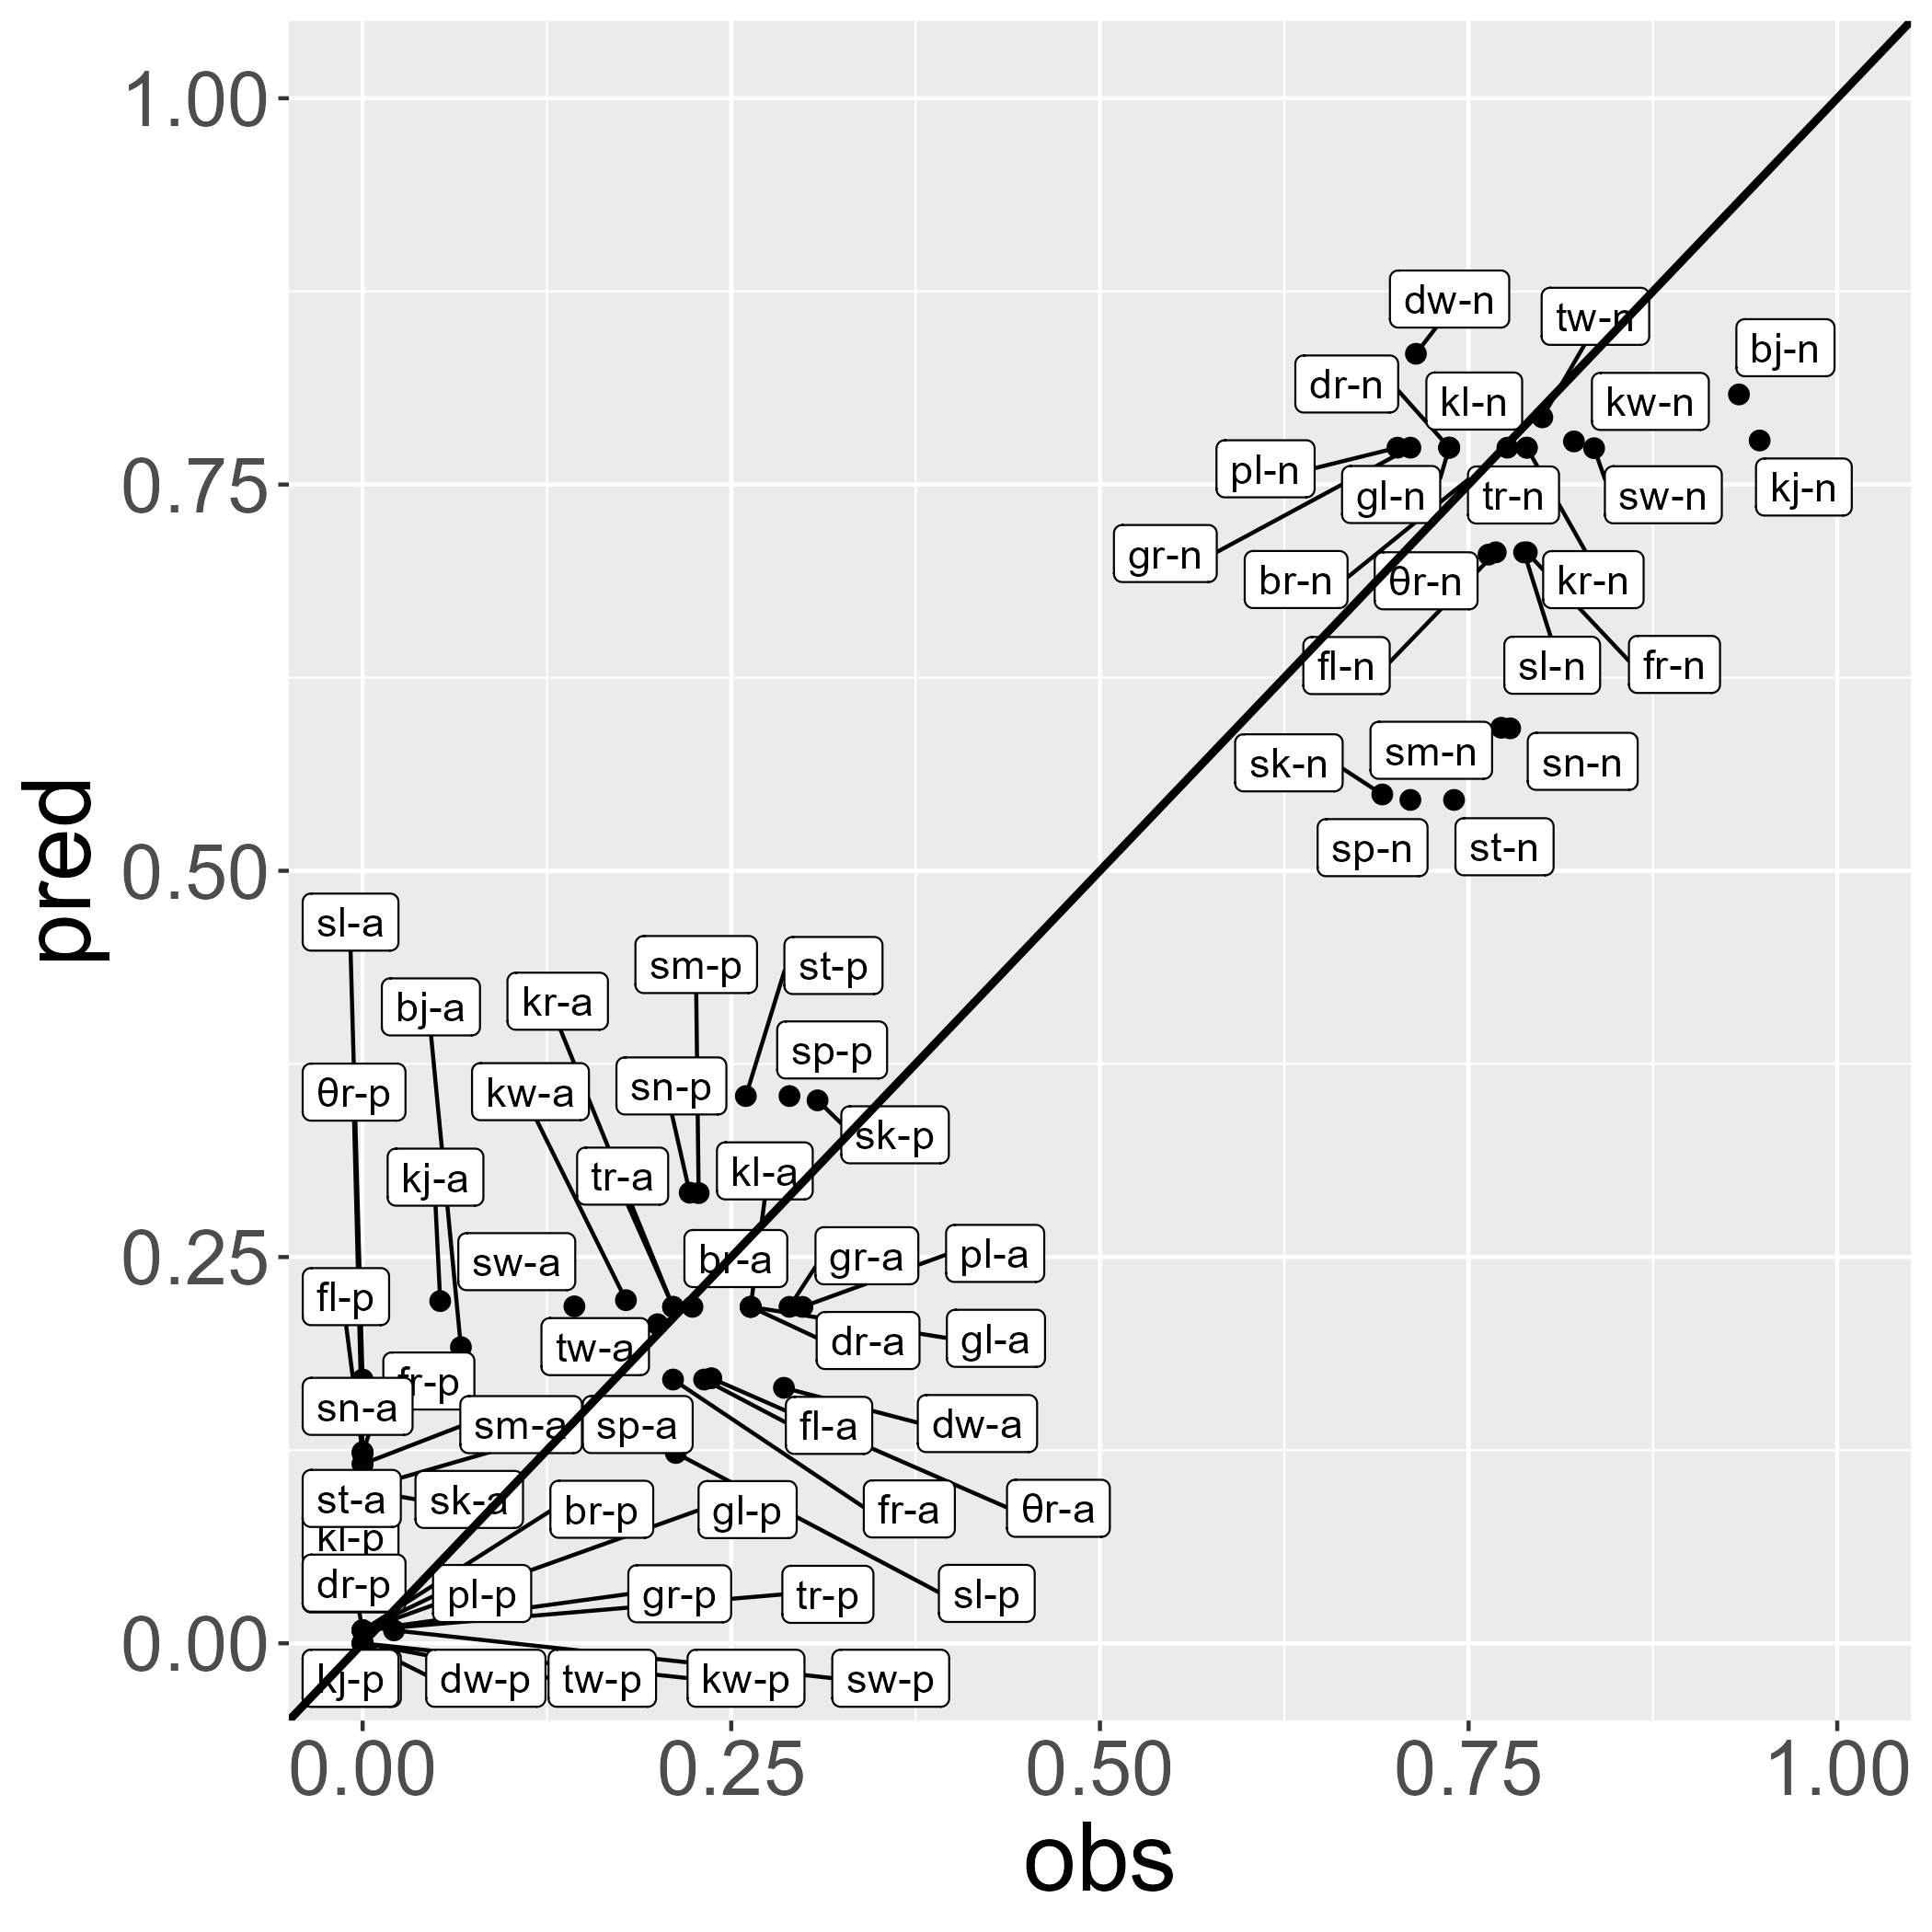 1.00
0.75
0.50
0.25
0.00
pred
dw-n
tw-n
bj-n
dr-n
kl-n
kw-n
pl-n
gl-n
tr-n
sw-n
kj-n
gr-n
br-n
θr-n
kr-n
fl-n
sl-n
fr-n
sk-n
sm-n
sn-n
sp-n
st-n
sl-a
sm-p
st-p
bj-a
kr-a
sp-p
θr-p
kw-a
sn-p
sk-p
kj-a
tr-a
kl-a
sw-a
br-a
gr-a
pl-a
fl-p
tw-a
dr-a
gl-a
fr-p
sn-a
sm-a
sp-a
fl-a
dw-a
st-a
sk-a
br-p
gl-p
fr-a
θr-a
kl-p
dr-p
pl-p
gr-p
tr-p
sl-p
kj-p
dw-p
tw-p
kw-p
sw-p
0.00
0.25
0.50
0.75
1.00
obs